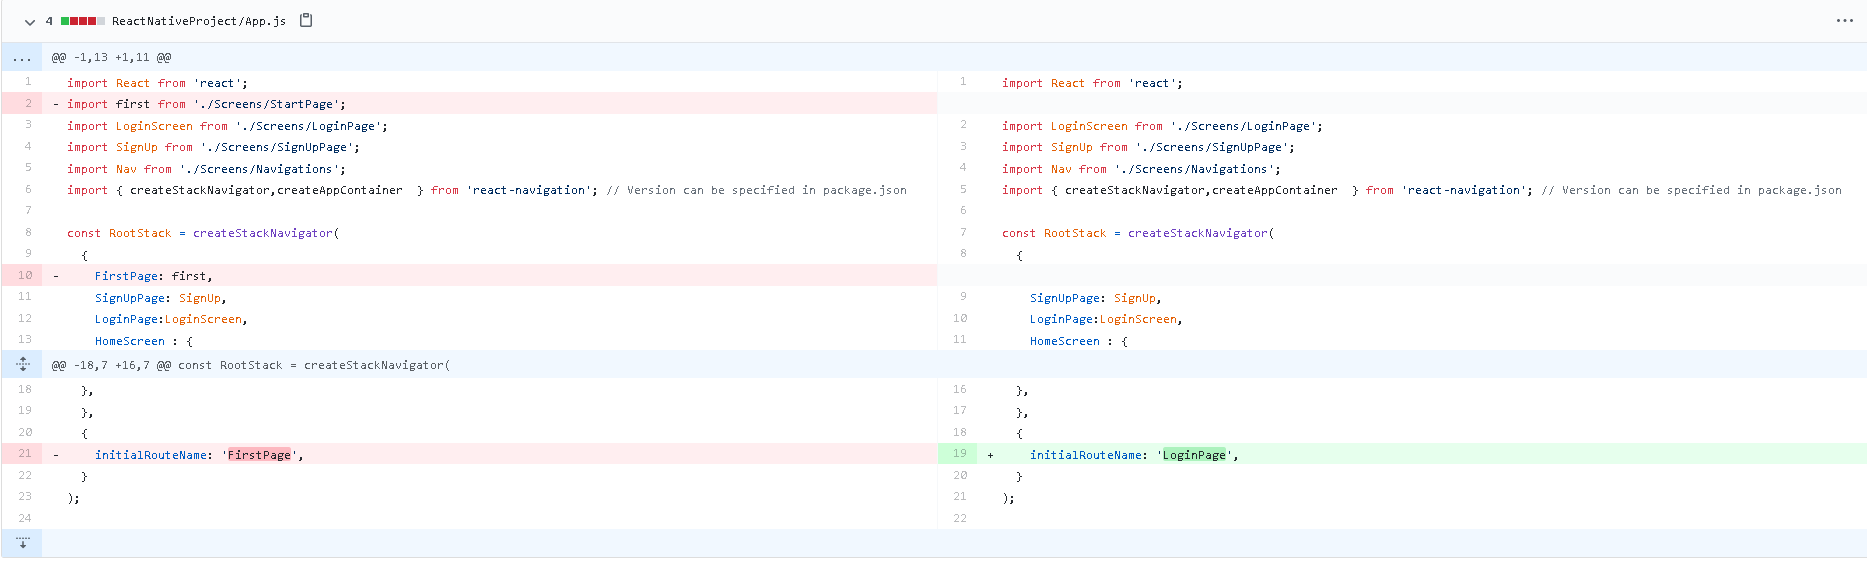 4 ReactNativeProject/App.js ...
... @@ -1,13 +1,11 @@
1 import React from 'react';
2 - import first from './Screens/StartPage';
3 import LoginScreen from './Screens/LoginPage';
4 import SignUp from './Screens/SignUpPage';
5 import Nav from './Screens/Navigations';
6 import { createStackNavigator,createAppContainer  } from 'react-navigation'; // Version can be specified in package.json
7
8 const RootStack = createStackNavigator(
9 {
10 - FirstPage: first,
11 SignUpPage: SignUp,
12 LoginPage:LoginScreen,
13 HomeScreen : {
1 import React from 'react';
2 import LoginScreen from './Screens/LoginPage';
3 import SignUp from './Screens/SignUpPage';
4 import Nav from './Screens/Navigations';
5 import { createStackNavigator,createAppContainer  } from 'react-navigation'; // Version can be specified in package.json
6
7 const RootStack = createStackNavigator(
8 {
9 SignUpPage: SignUp,
10 LoginPage:LoginScreen,
11 HomeScreen : {
@@ -18,7 +16,7 @@ const RootStack = createStackNavigator(
18 },
19 },
20 {
21 - initialRouteName: 'FirstPage',
22 }
23 );
24
16 },
17 },
18 {
19 + initialRouteName: 'LoginPage',
20 }
21 );
22